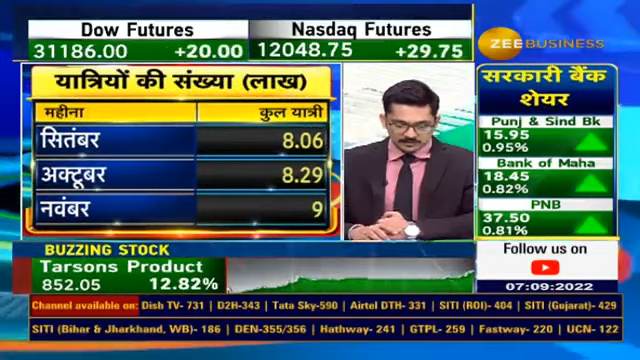 Dow Futures
31186.00 +20.00
Nasdaq Futures
12048.75 +29.75
ZEE BUSINESS
यात्रियों की संख्या (लाख)
महीना कुल यात्री
सितंबर 8.06
अक्टूबर 8.29
नवंबर 9
सरकारी बैंक
शेयर
Punj & Sind Bk
15.95
0.95%
Bank of Maha
18.45
0.82%
PNB
37.50
0.81%
BUZZING STOCK
Tarsons Product
852.05 12.82%
Follow us on
07:09:2022
Channel available on: Dish TV- 731 | D2H-343 | Tata Sky-590 | Airtel DTH- 331 | SITI (ROI)- 404 | SITI (Gujarat)- 429
SITI (Bihar & Jharkhand, WB)- 186 | DEN-355/356 | Hathway- 241 | GTPL- 259 | Fastway- 220 | UCN- 122